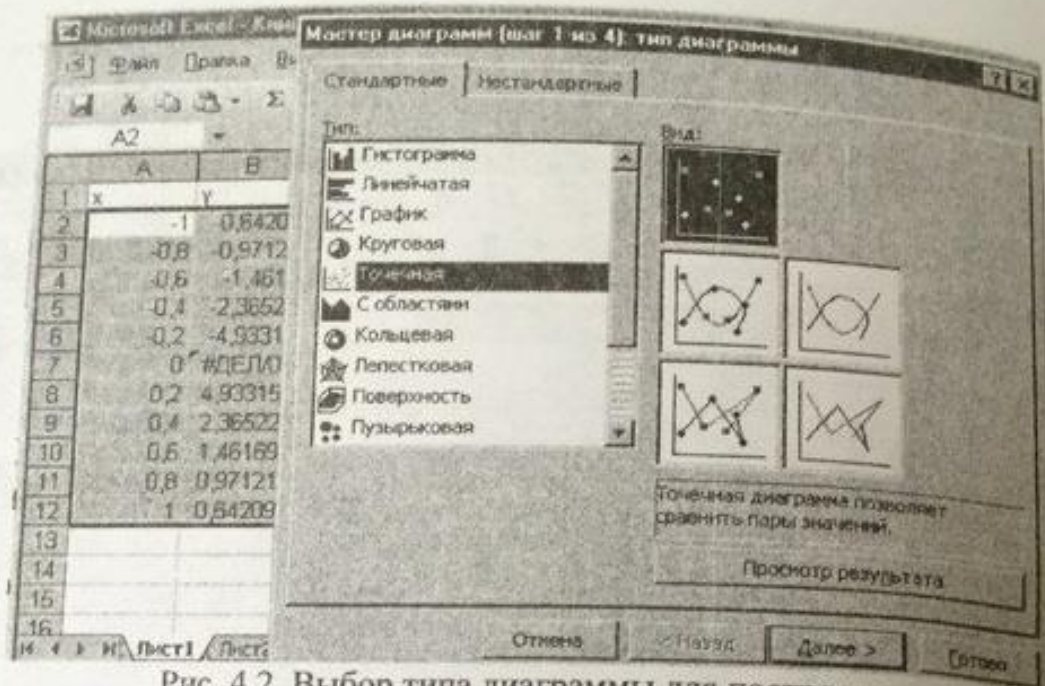 Microsoft Excel - Кни
Мастер диаграмм (шаг 1 из 4): тип диаграммы
Файл Правка Вы
Стандартные Нестандартные
A2
Тип:
Вид:
Гистограмма
Линейчатая
График
Круговая
Точечная
С областями
Кольцевая
Лепестковая
Поверхность
Пузырьковая
A B
1 x y
2 -1 0,6420
3 -0,8 -0,9712
4 -0,6 -1,461
5 -0,4 -2,3652
6 -0,2 -4,9331
7 0 #ДЕЛ/0
8 0,2 4,93315
9 0,4 2,36522
10 0,6 1,46169
11 0,8 0,97121
12 1 0,64209
13
14
15
16
Точечная диаграмма позволяет
сравнить пары значений.
Просмотр результата
Лист1 Лист2
Отмена < Назад Далее > Готово
Рис. 4.2. Выбор типа диаграммы для